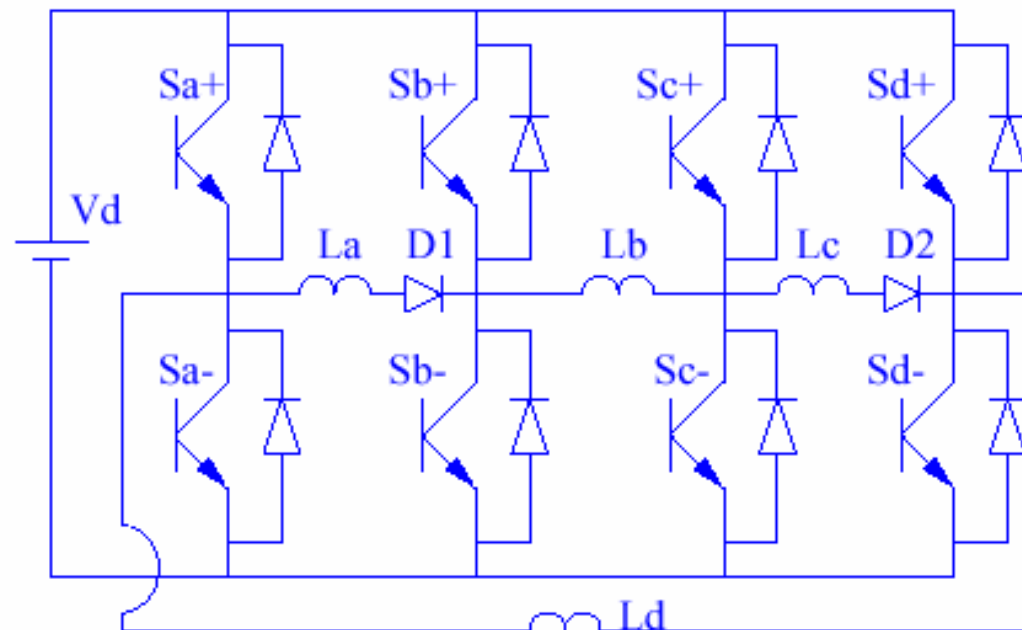 Sa+ Sb+ Sc+ Sd+
Vd
La D1 Lb Lc D2
Sa- Sb- Sc- Sd-
Ld